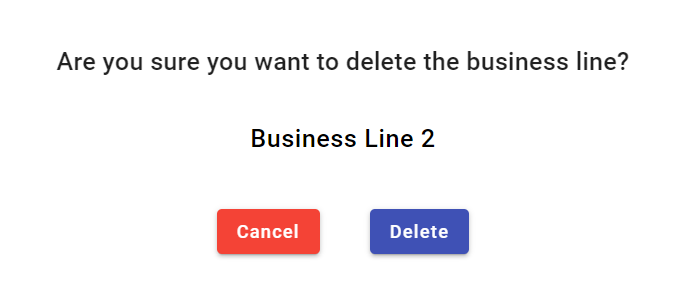 Are you sure you want to delete the business line?
Business Line 2
Cancel Delete